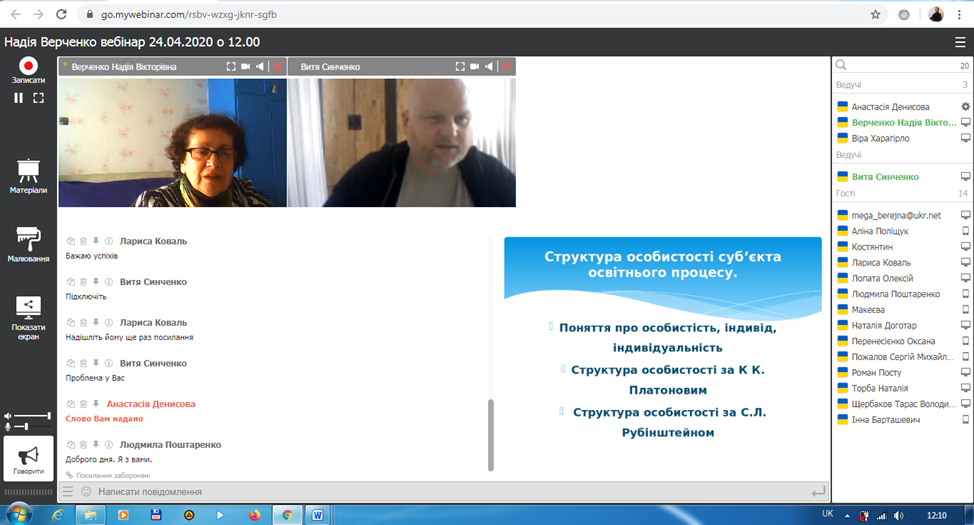 go.mywebinar.com/rsbv-wzxg-jknr-sgfb
Надія Верченко вебінар 24.04.2020 о 12.00
Записати
Матеріали
Малювання
Показати
екран
Говорити
Верченко Надія Вікторівна
Витя Синченко
Лариса Коваль
Бажаю успіхів
Витя Синченко
Підключіть
Лариса Коваль
Надішліть йому ще раз посилання
Витя Синченко
Проблема у Вас
Анастасія Денисова
Слово Вам надано
Людмила Поштаренко
Доброго дня. Я з вами.
Посилання заборонені
Написати повідомлення
Структура особистості суб‘єкта
освітнього процесу.
Поняття про особистість, індивід,
індивідуальність
Структура особистості за К К.
Платоновим
Структура особистості за С.Л.
Рубінштейном
20
Ведучі 3
Анастасія Денисова
Верченко Надія Вікто...
Віра Харагірло
Ведучі
Витя Синченко
Гості 14
mega_berejna@ukr.net
Аліна Поліщук
Костянтин
Лариса Коваль
Лопата Олексій
Людмила Поштаренко
Макеєва
Наталія Доготар
Перенесієнко Оксана
Пожалов Сергій Михайл...
Роман Посту
Торба Наталія
Щербаков Тарас Володи...
Інна Барташевич
UK
12:10